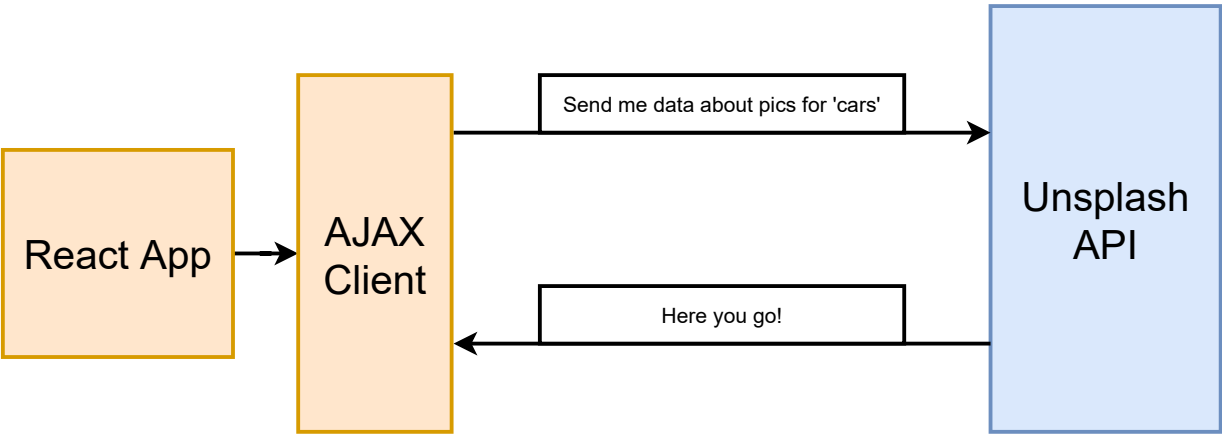 React App
AJAX
Client
Send me data about pics for 'cars'
Here you go!
Unsplash
API